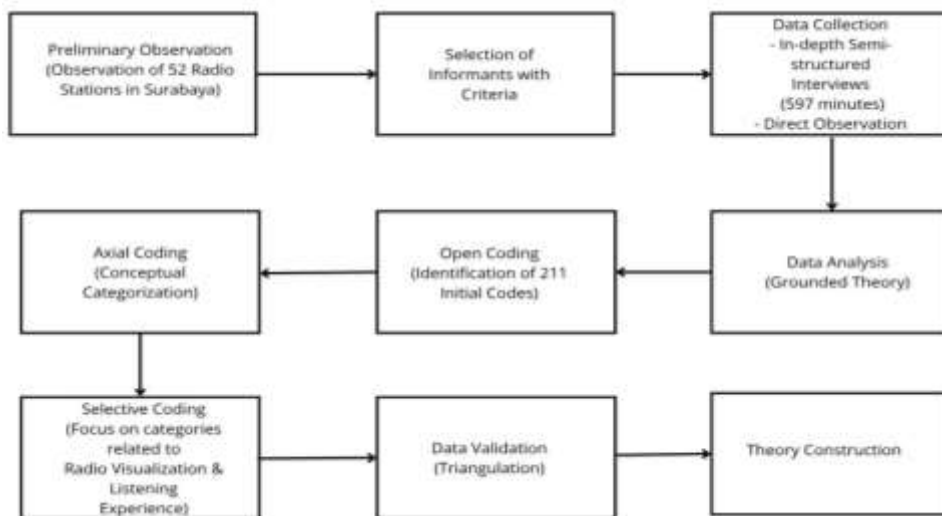 Preliminary Observation
(Observation of 52 Radio
Stations in Surabaya)
Selection of
Informants with
Criteria
Data Collection
- In-depth Semi-
structured
Interviews
(597 minutes)
- Direct Observation
Data Analysis
(Grounded Theory)
Open Coding
(Identification of 211
Initial Codes)
Axial Coding
(Conceptual
Categorization)
Selective Coding
(Focus on categories
related to
Radio Visualization &
Listening
Experience)
Data Validation
(Triangulation)
Theory Construction